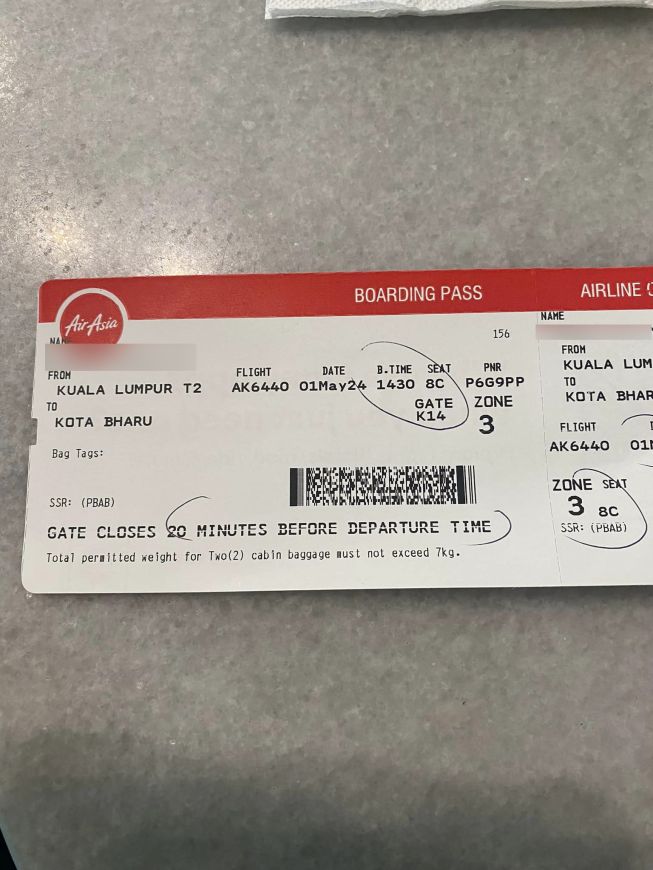 BOARDING PASS
AIRLINE
AirAsia
156
NAME
FROM
KUALA LUMPUR T2
TO
KOTA BHARU
FLIGHT DATE B.TIME SEAT PNR
AK6440 01May24 1430 8C P6G9PP
GATE ZONE
K14 3
Bag Tags:
SSR: (PBAB)
GATE CLOSES 20 MINUTES BEFORE DEPARTURE TIME
Total permitted weight for Two(2) cabin baggage must not exceed 7kg.
NAME
FROM
KUALA LUM
TO
KOTA BHAR
FLIGHT
AK6440 01
ZONE SEAT
3 8C
SSR: (PBAB)